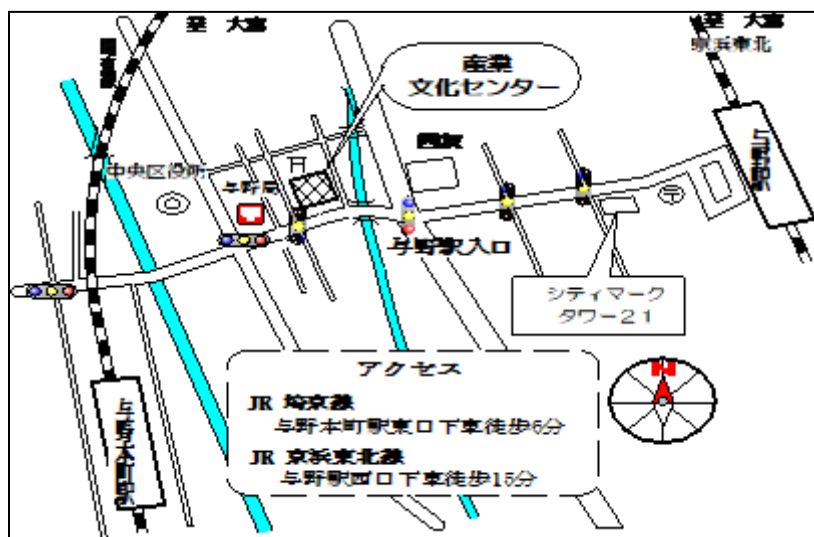 至 大宮
至 大宮
京浜東北
埼京線
産業
文化センター
西友
与野駅
中央区役所
与野局
与野駅入口
シティマーク
タワー２１
アクセス
JR 埼京線
与野本町駅東口下車徒歩6分
JR 京浜東北線
与野駅西口下車徒歩15分
与野本町駅
N